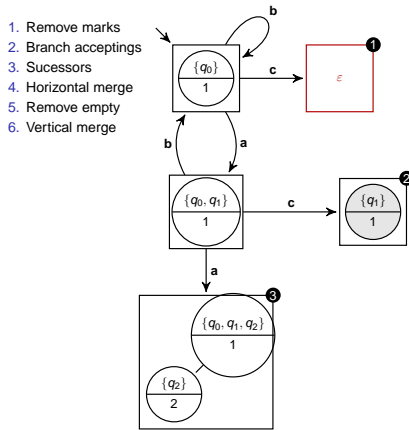 1. Remove marks
2. Branch acceptings
3. Sucessors
4. Horizontal merge
5. Remove empty
6. Vertical merge
b
{q₀}
1
c
1
ε
b
a
{q₀, q₁}
1
c
2
{q₁}
1
a
3
{q₀, q₁, q₂}
1
{q₂}
2